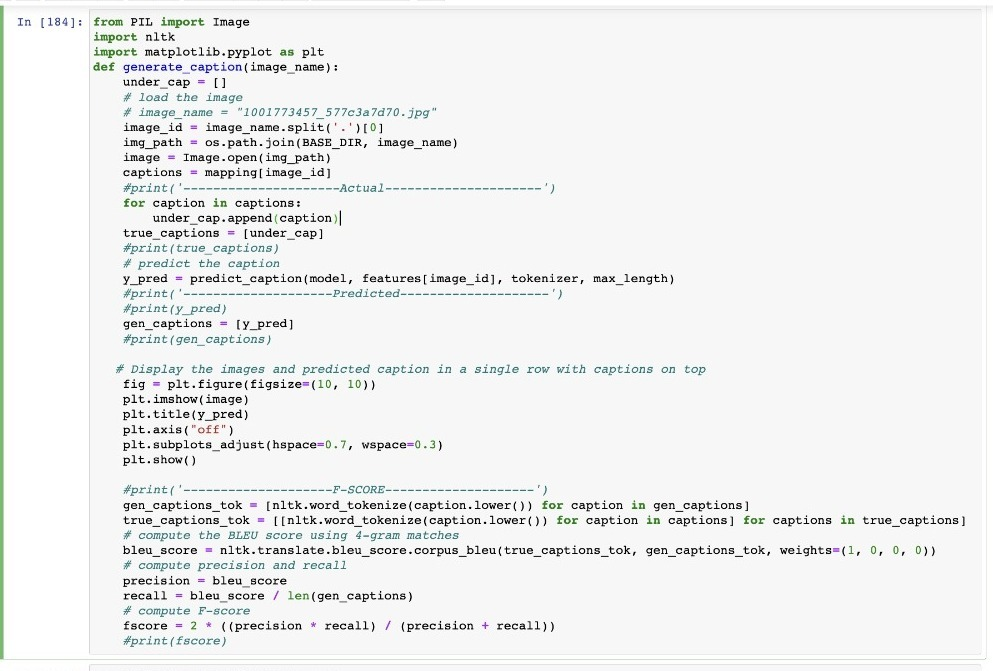 In [184]: from PIL import Image
import nltk
import matplotlib.pyplot as plt
def generate_caption(image_name):
    under_cap = []
    # load the image
    # image_name = "1001773457_577c3a7d70.jpg"
    image_id = image_name.split('.')[0]
    img_path = os.path.join(BASE_DIR, image_name)
    image = Image.open(img_path)
    captions = mapping[image_id]
    #print('---------------------Actual---------------------')
    for caption in captions:
        under_cap.append(caption)
    true_captions = [under_cap]
    #print(true_captions)
    # predict the caption
    y_pred = predict_caption(model, features[image_id], tokenizer, max_length)
    #print('--------------------Predicted--------------------')
    #print(y_pred)
    gen_captions = [y_pred]
    #print(gen_captions)
   # Display the images and predicted caption in a single row with captions on top
    fig = plt.figure(figsize=(10, 10))
    plt.imshow(image)
    plt.title(y_pred)
    plt.axis("off")
    plt.subplots_adjust(hspace=0.7, wspace=0.3)
    plt.show()
    #print('--------------------F-SCORE--------------------')
    gen_captions_tok = [nltk.word_tokenize(caption.lower()) for caption in gen_captions]
    true_captions_tok = [[nltk.word_tokenize(caption.lower()) for caption in captions] for captions in true_captions]
    # compute the BLEU score using 4-gram matches
    bleu_score = nltk.translate.bleu_score.corpus_bleu(true_captions_tok, gen_captions_tok, weights=(1, 0, 0, 0))
    # compute precision and recall
    precision = bleu_score
    recall = bleu_score / len(gen_captions)
    # compute F-score
    fscore = 2 * ((precision * recall) / (precision + recall))
    #print(fscore)